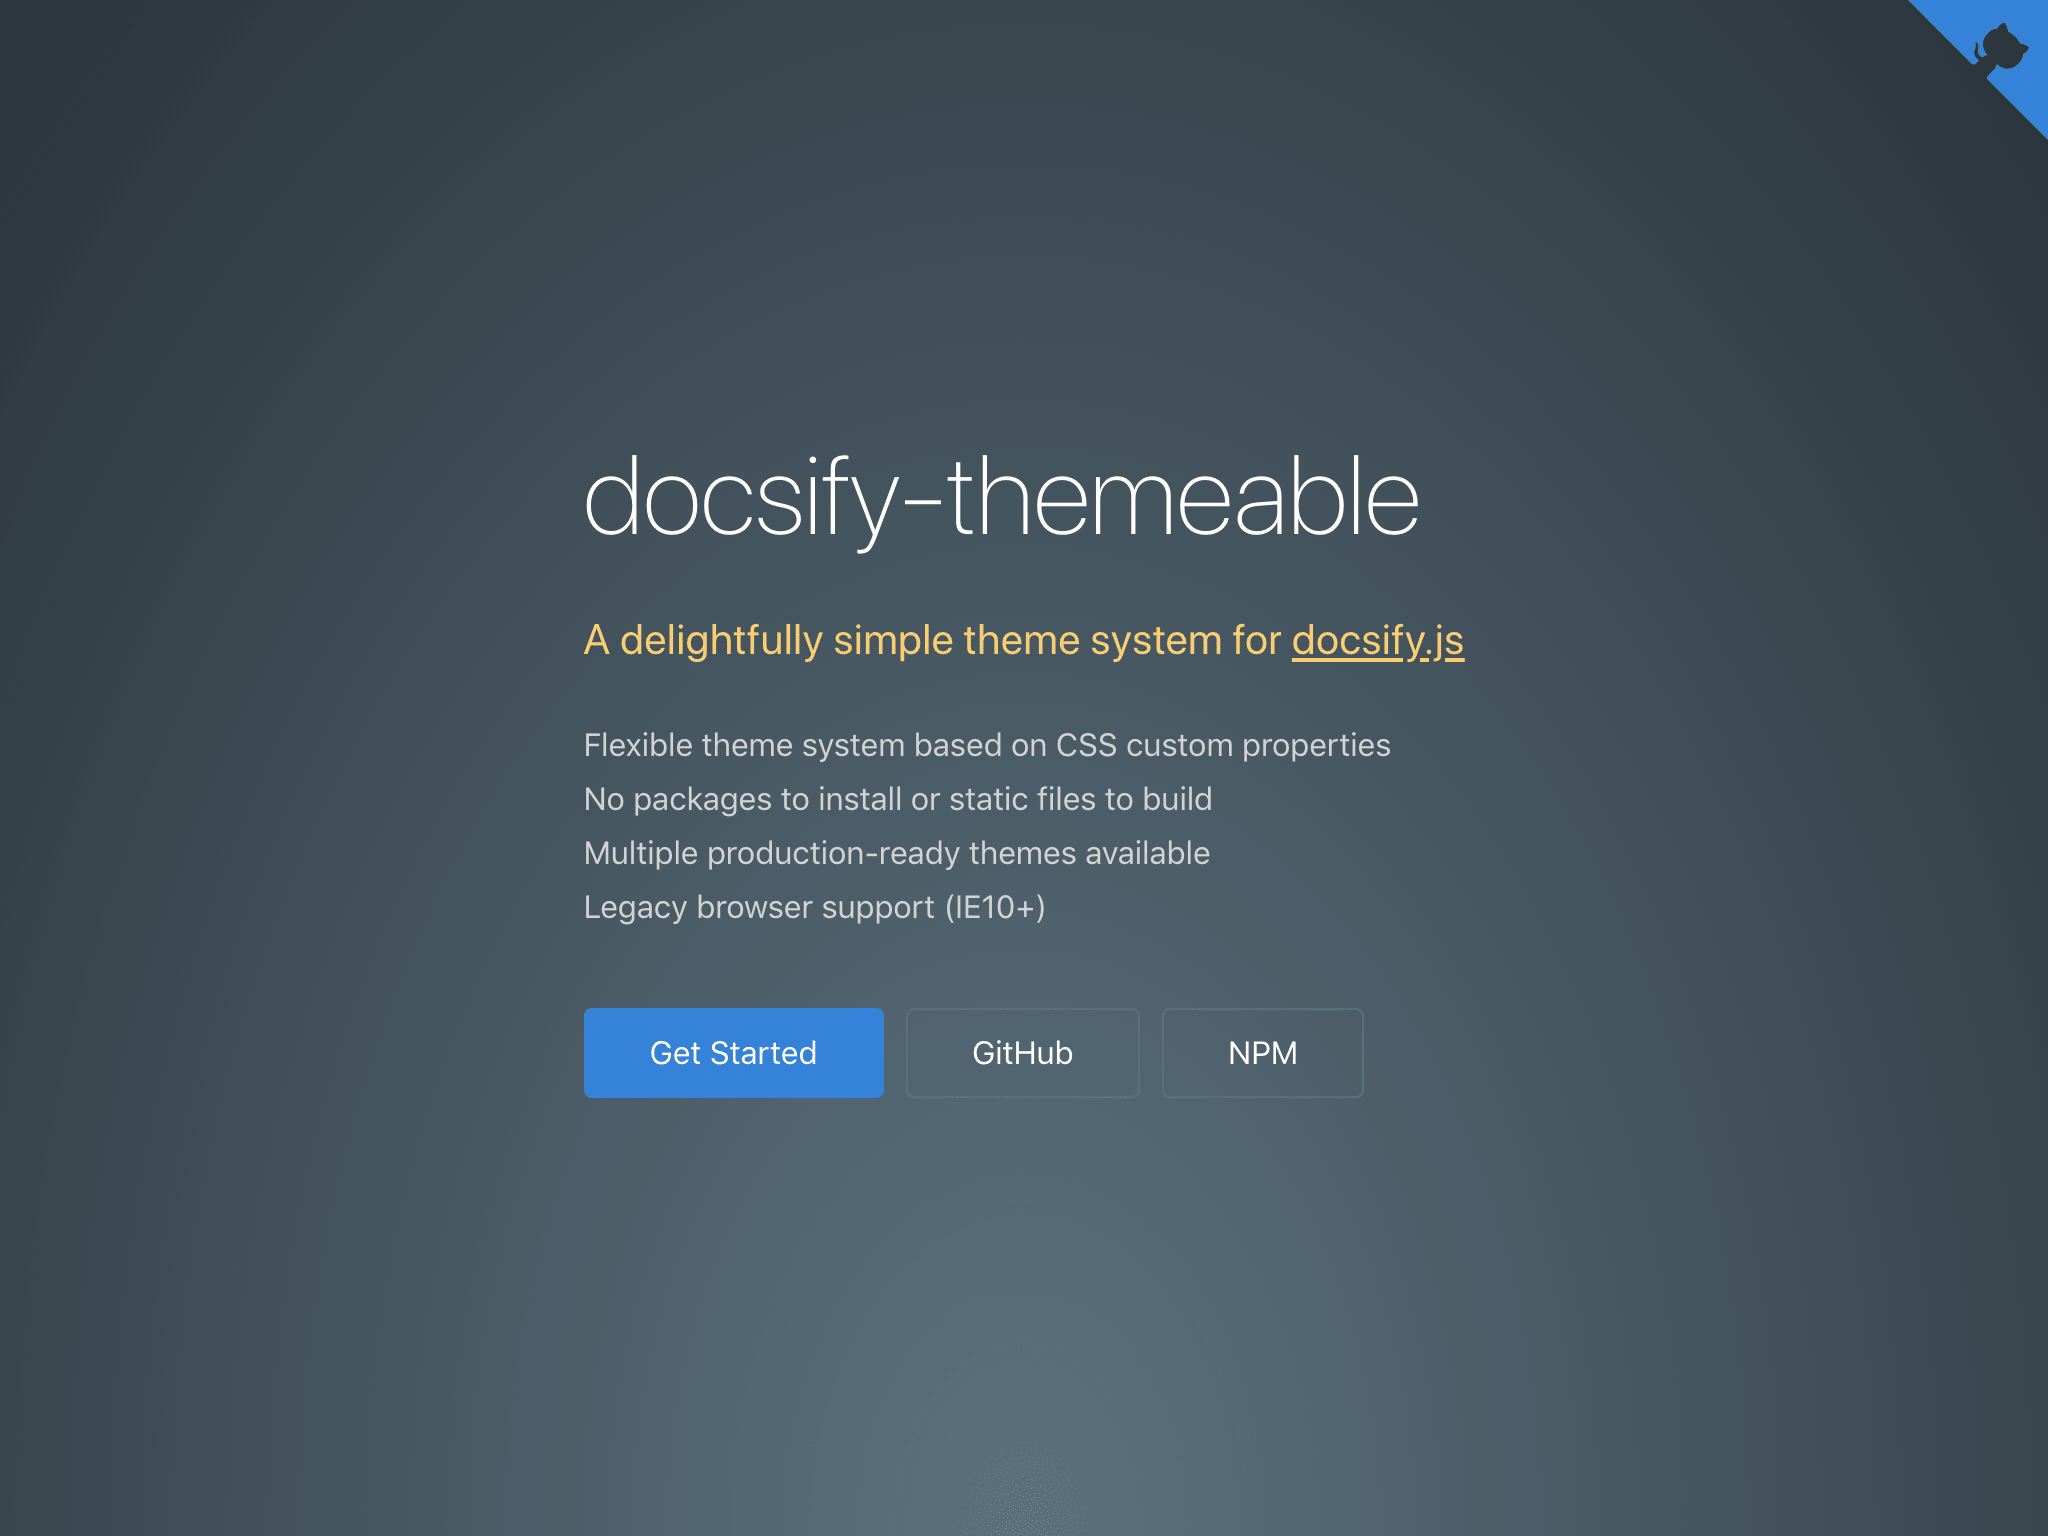 docsify-themeable
A delightfully simple theme system for docsify.js
Flexible theme system based on CSS custom properties
No packages to install or static files to build
Multiple production-ready themes available
Legacy browser support (IE10+)
Get Started GitHub NPM